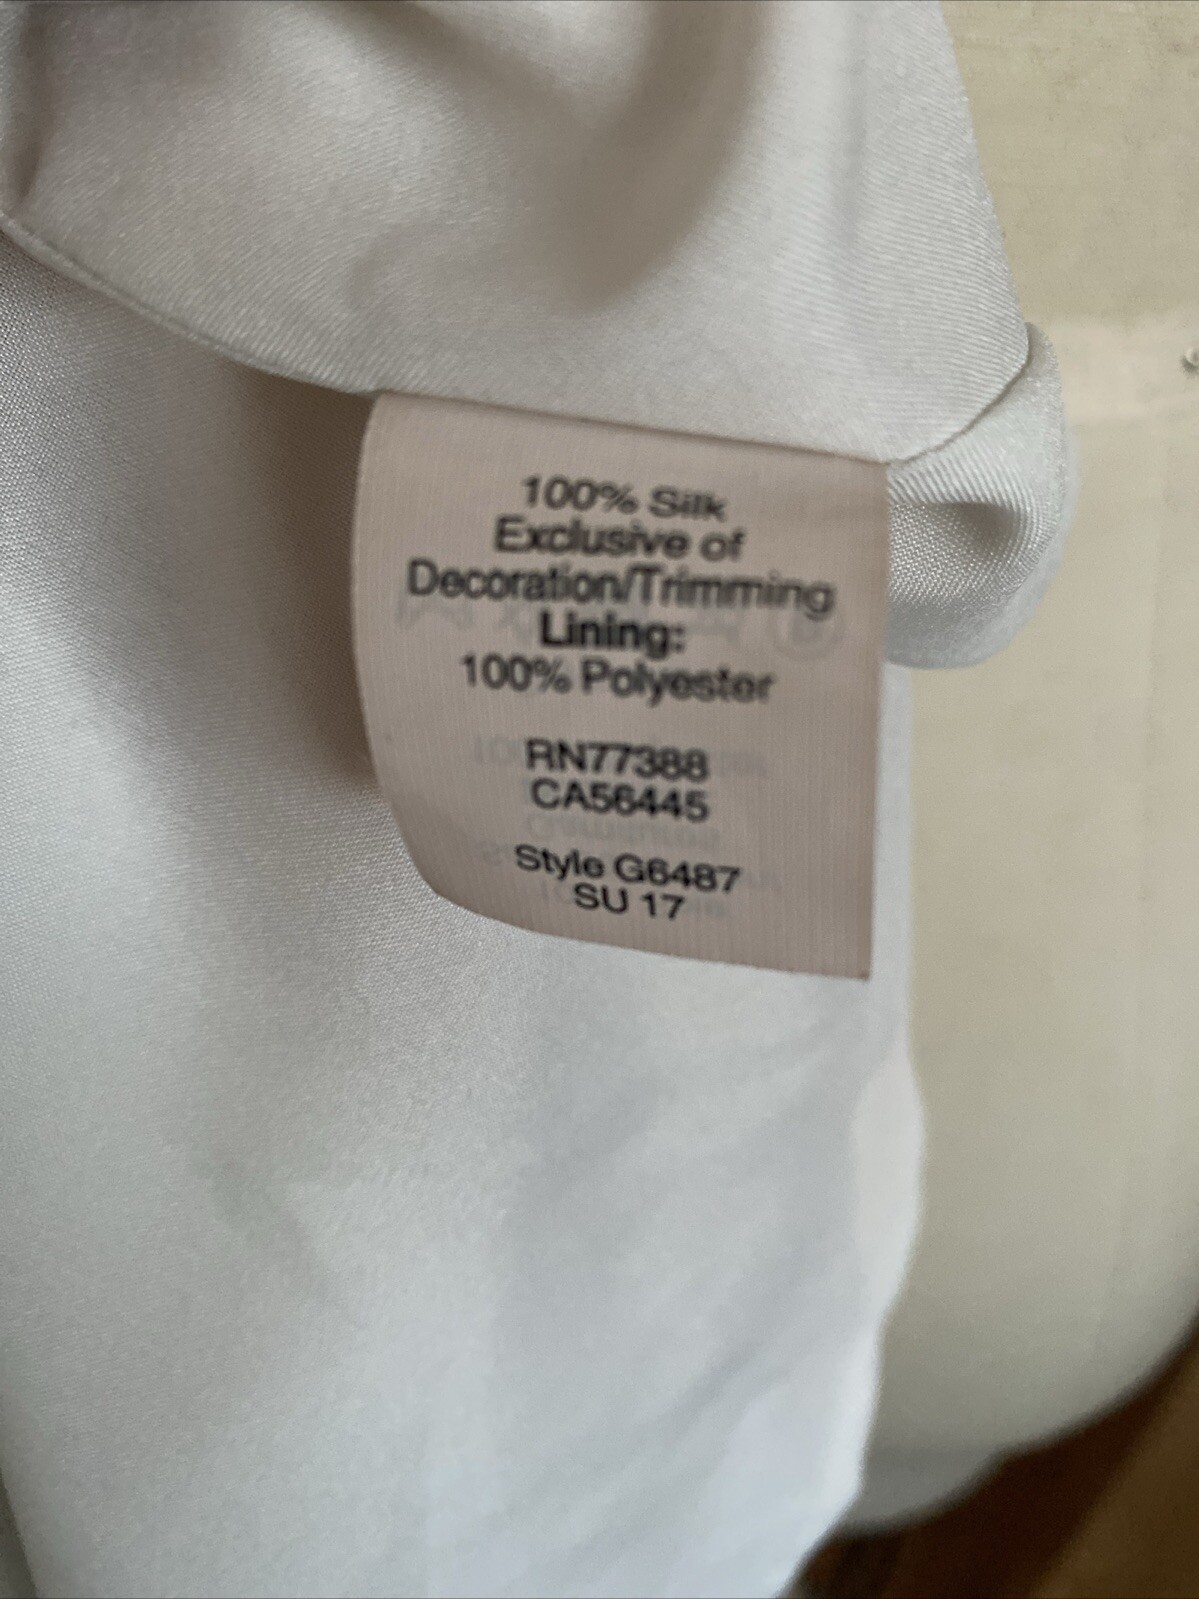 100% Silk
Exclusive of
Decoration/Trimming
Lining:
100% Polyester
RN77388
CA56445
Style G6487
SU 17